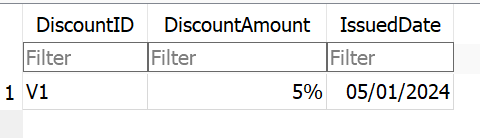 DiscountID DiscountAmount IssuedDate
Filter Filter Filter
1 V1 5% 05/01/2024